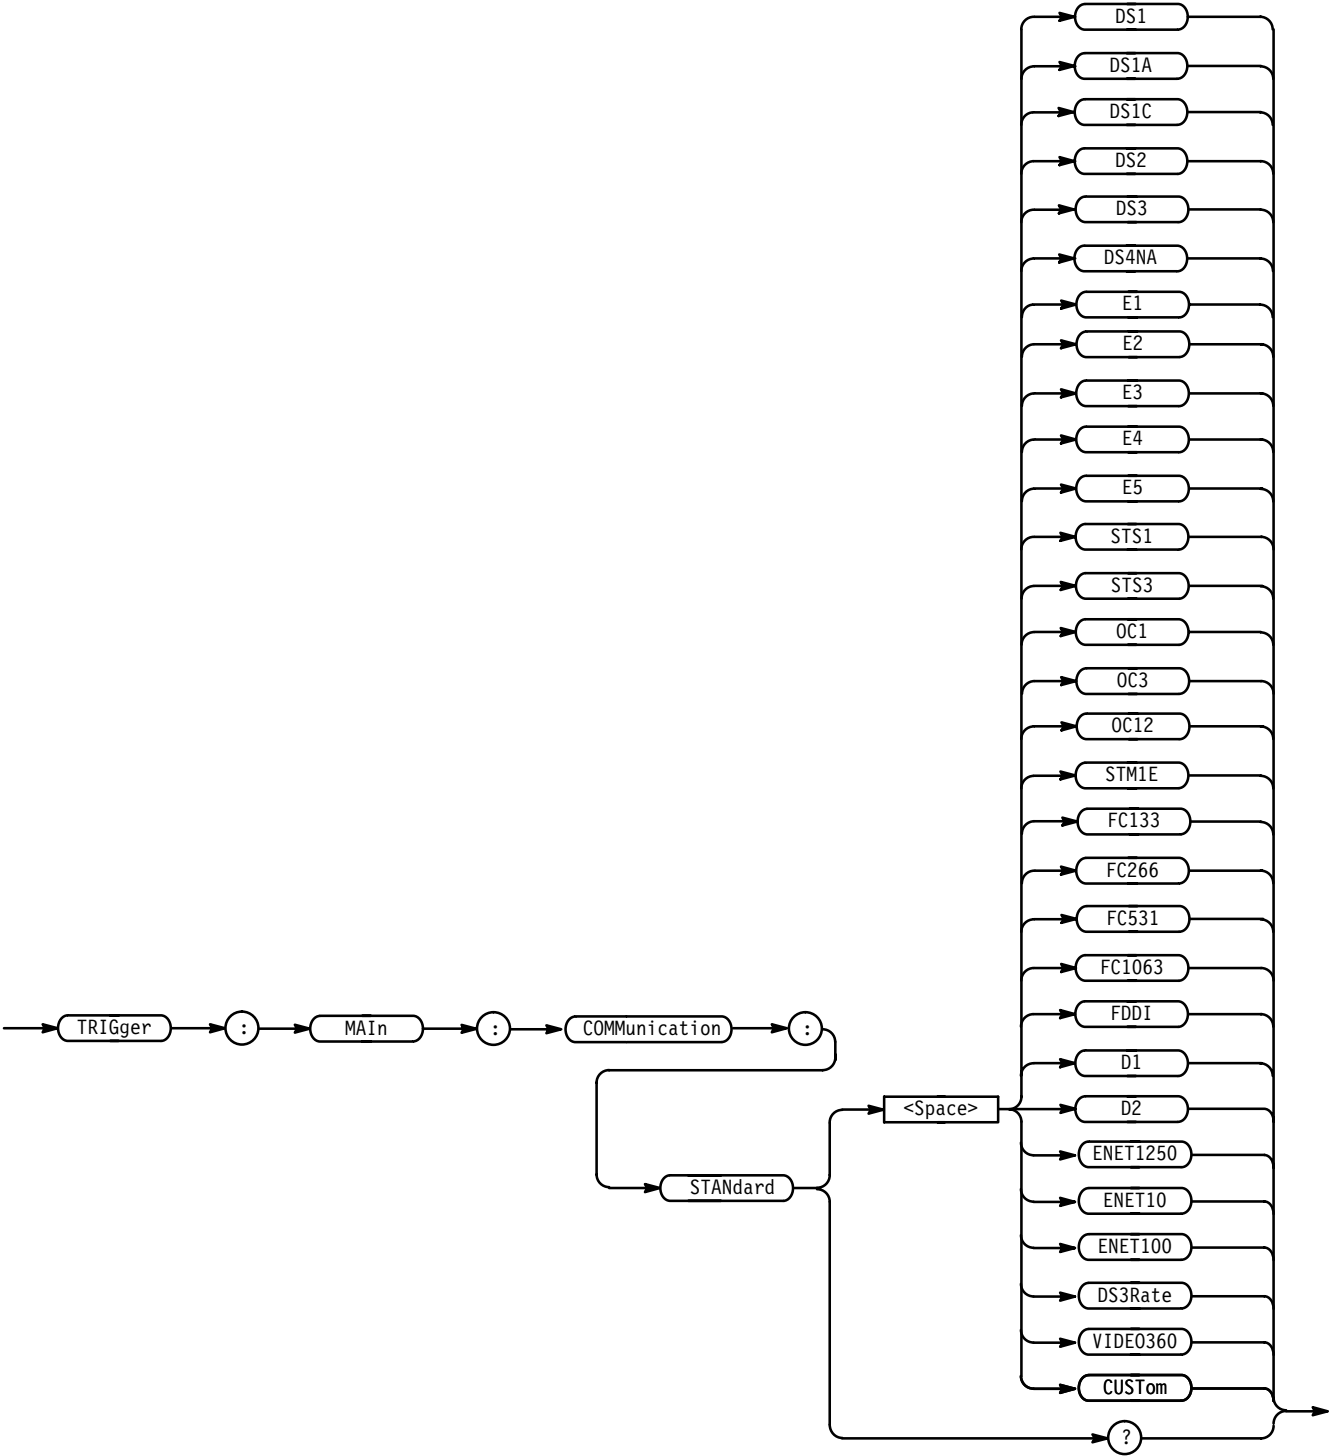 DS1
DS1A
DS1C
DS2
DS3
DS4NA
E1
E2
E3
E4
E5
STS1
STS3
OC1
OC3
OC12
STM1E
FC133
FC266
FC531
FC1063
TRIGger : MAIn : COMMunication :
FDDI
D1
<Space> D2
ENET1250
STANdard ENET10
ENET100
DS3Rate
VIDEO360
CUSTom
?